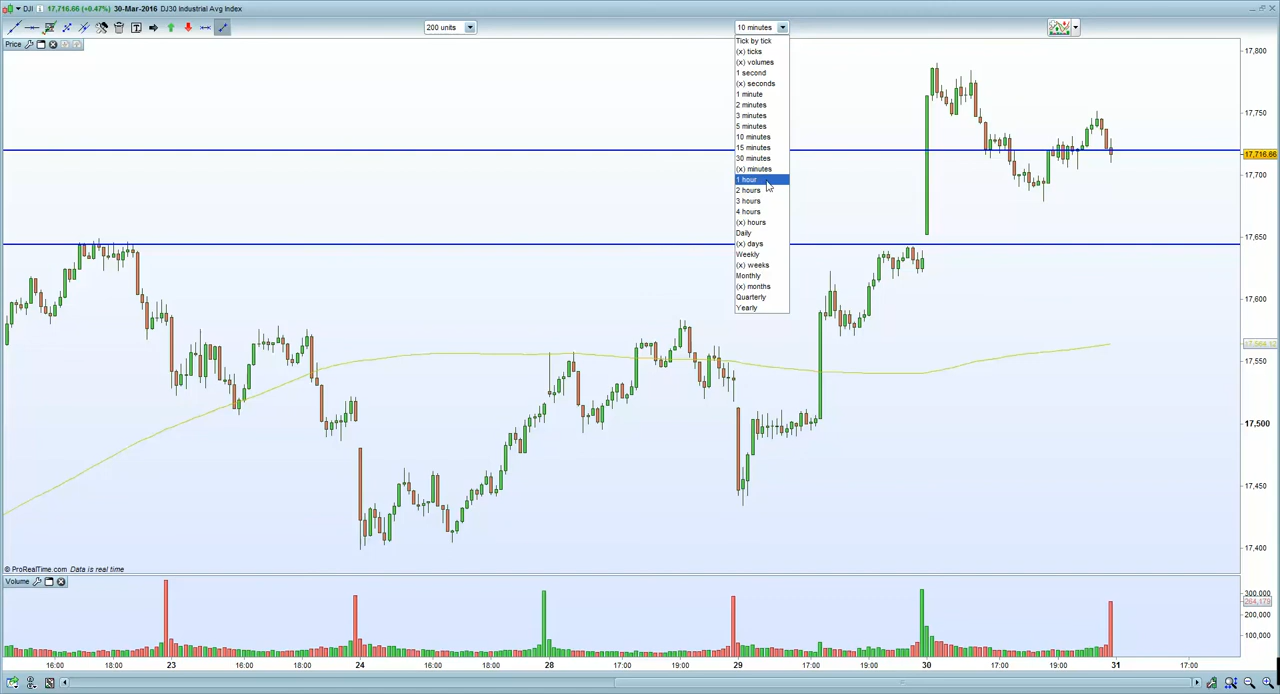 DJI 17,716.66 (+0.47%) 30-Mar-2016 DJ30 Industrial Avg Index
200 units
10 minutes
Price
Tick by tick
(x) ticks
(x) volumes
1 second
(x) seconds
1 minute
2 minutes
3 minutes
5 minutes
10 minutes
15 minutes
30 minutes
(x) minutes
1 hour
2 hours
3 hours
4 hours
(x) hours
Daily
(x) days
Weekly
(x) weeks
Monthly
(x) months
Quarterly
Yearly
17,800
17,750
17,716.66
17,700
17,650
17,600
17,564.12
17,550
17,500
17,450
17,400
© ProRealTime.com Data is real time
Volume
300,000
264,179
200,000
100,000
16:00 18:00 23 16:00 18:00 24 16:00 18:00 28 17:00 19:00 29 17:00 19:00 30 17:00 19:00 31 17:00